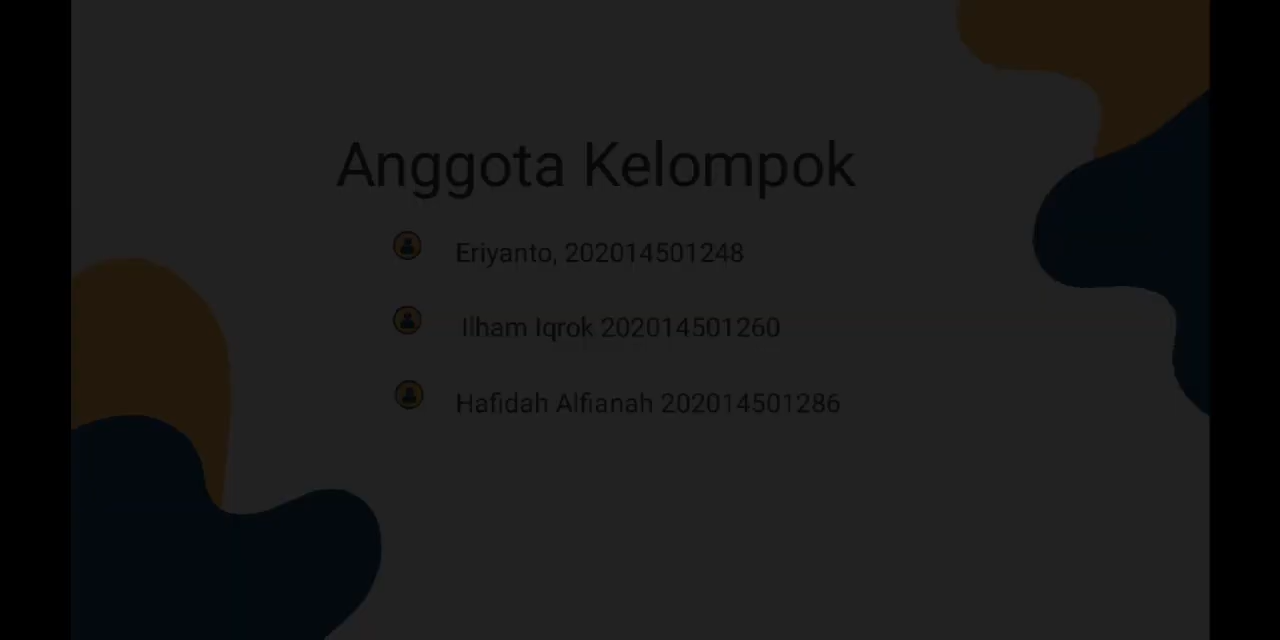 Anggota Kelompok
Eriyanto, 202014501248
Ilham Iqrok 202014501260
Hafidah Alfianah 202014501286